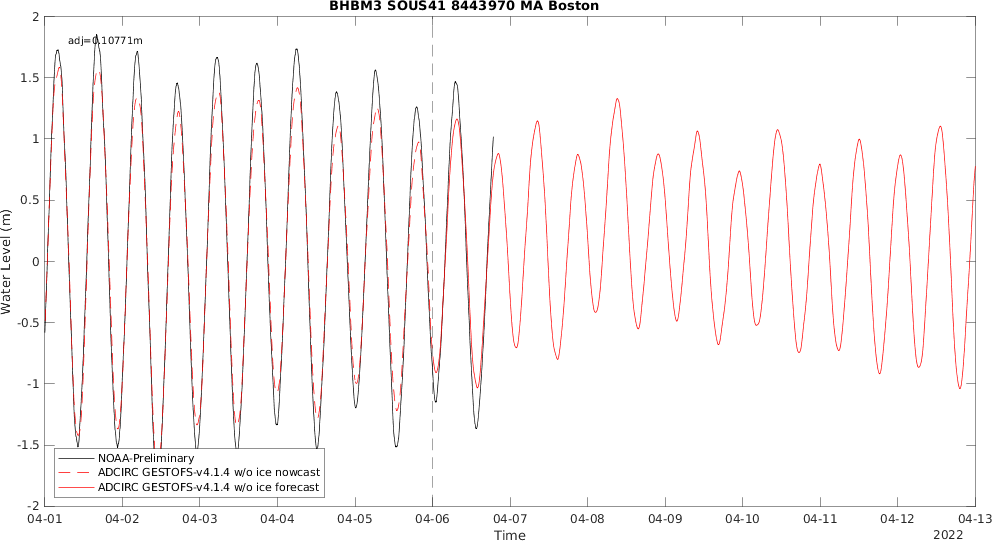 BHBM3 SOUS41 8443970 MA Boston
adj=0.10771m
2
1.5
1
0.5
0
-0.5
-1
-1.5
-2
Water Level (m)
NOAA-Preliminary
ADCIRC GESTOFS-v4.1.4 w/o ice nowcast
ADCIRC GESTOFS-v4.1.4 w/o ice forecast
04-01 04-02 04-03 04-04 04-05 04-06 04-07 04-08 04-09 04-10 04-11 04-12 04-13
Time
2022